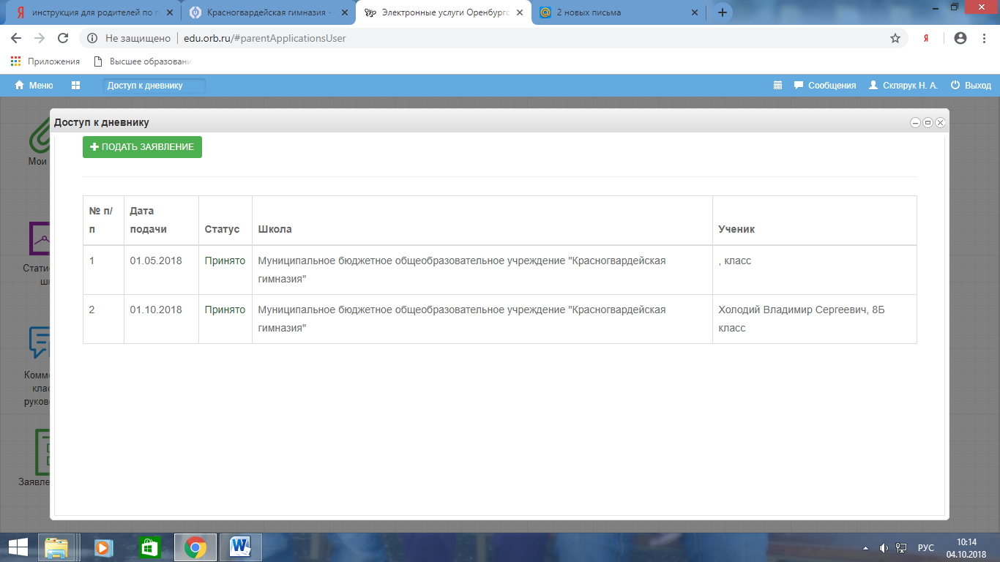 инструкция для родителей по п
Красногвардейская гимназия -
Электронные услуги Оренбургс
2 новых письма
Не защищено
edu.orb.ru/#parentApplicationsUser
Я
Приложения
Высшее образовани
Меню
Доступ к дневнику
Сообщения
Склярук Н. А.
Выход
Доступ к дневнику
ПОДАТЬ ЗАЯВЛЕНИЕ
№ п/п Дата подачи Статус Школа Ученик
1 01.05.2018 Принято Муниципальное бюджетное общеобразовательное учреждение "Красногвардейская , класс
гимназия"
2 01.10.2018 Принято Муниципальное бюджетное общеобразовательное учреждение "Красногвардейская Холодий Владимир Сергеевич, 8Б
гимназия" класс
Мои
Стати
шк
Комме
клас
руково
Заявле
РУС
10:14
04.10.2018